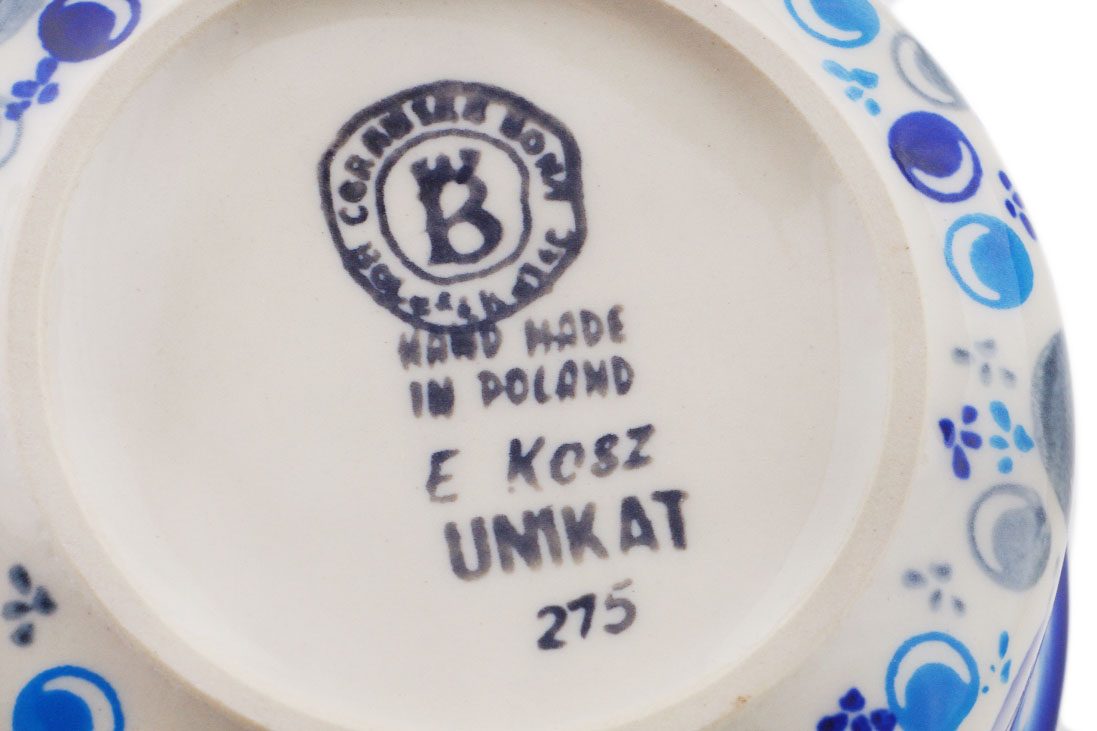 B
HAND MADE
IN POLAND
E KOSZ
UNIKAT
275